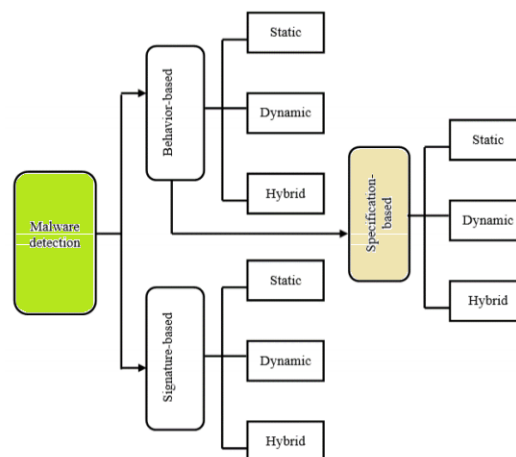 Malware
detection
Behavior-based
Static
Dynamic
Hybrid
Signature-based
Static
Dynamic
Hybrid
Specification-
based
Static
Dynamic
Hybrid